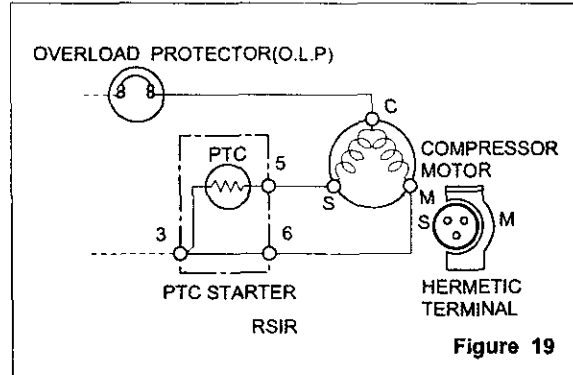 OVERLOAD PROTECTOR(O.L.P)
C
PTC
5
COMPRESSOR
MOTOR
S
M
S
M
3
6
HERMETIC
TERMINAL
PTC STARTER
RSIR
Figure 19